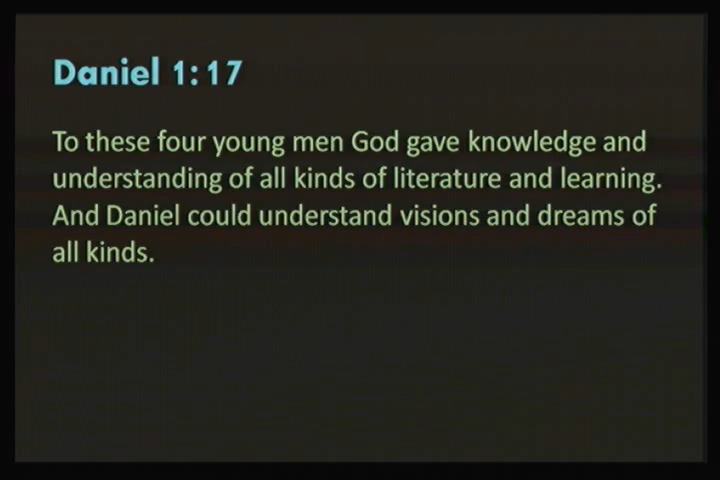 Daniel 1:17
To these four young men God gave knowledge and
understanding of all kinds of literature and learning.
And Daniel could understand visions and dreams of
all kinds.